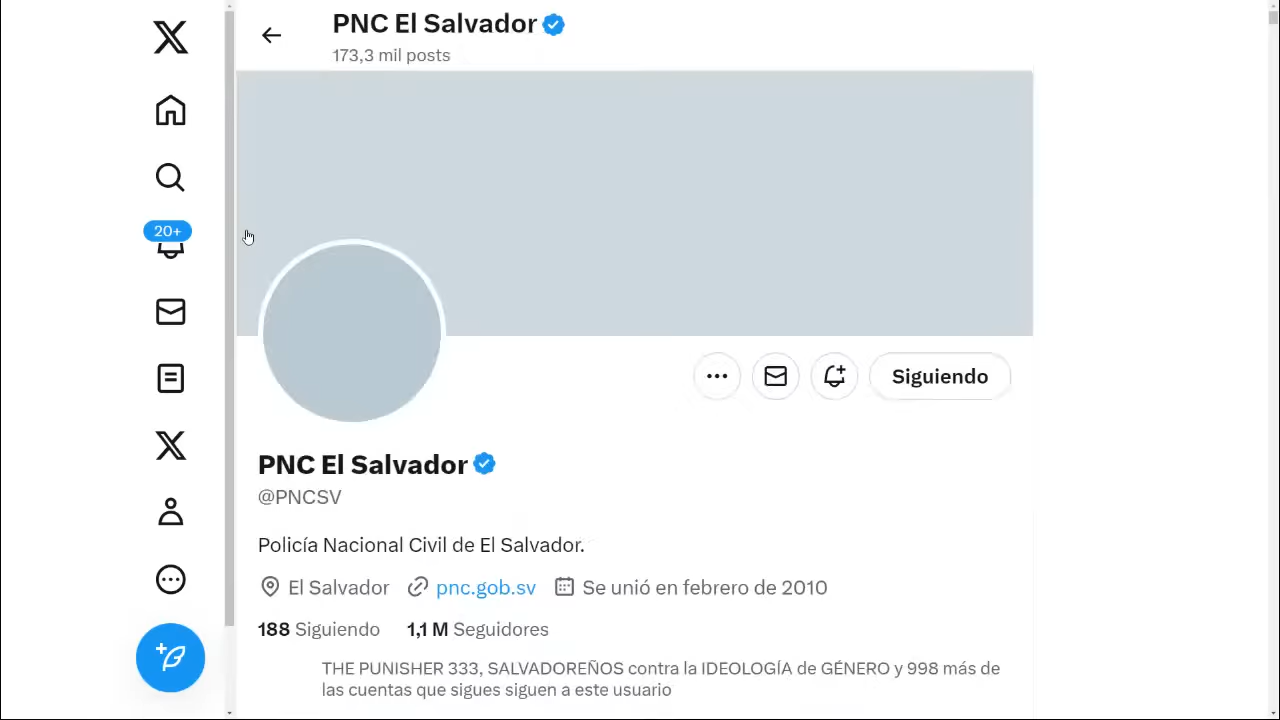 PNC El Salvador
173,3 mil posts
20+
Siguiendo
PNC El Salvador
@PNCSV
Policía Nacional Civil de El Salvador.
El Salvador pnc.gob.sv Se unió en febrero de 2010
188 Siguiendo 1,1 M Seguidores
THE PUNISHER 333, SALVADOREÑOS contra la IDEOLOGÍA de GÉNERO y 998 más de
las cuentas que sigues siguen a este usuario